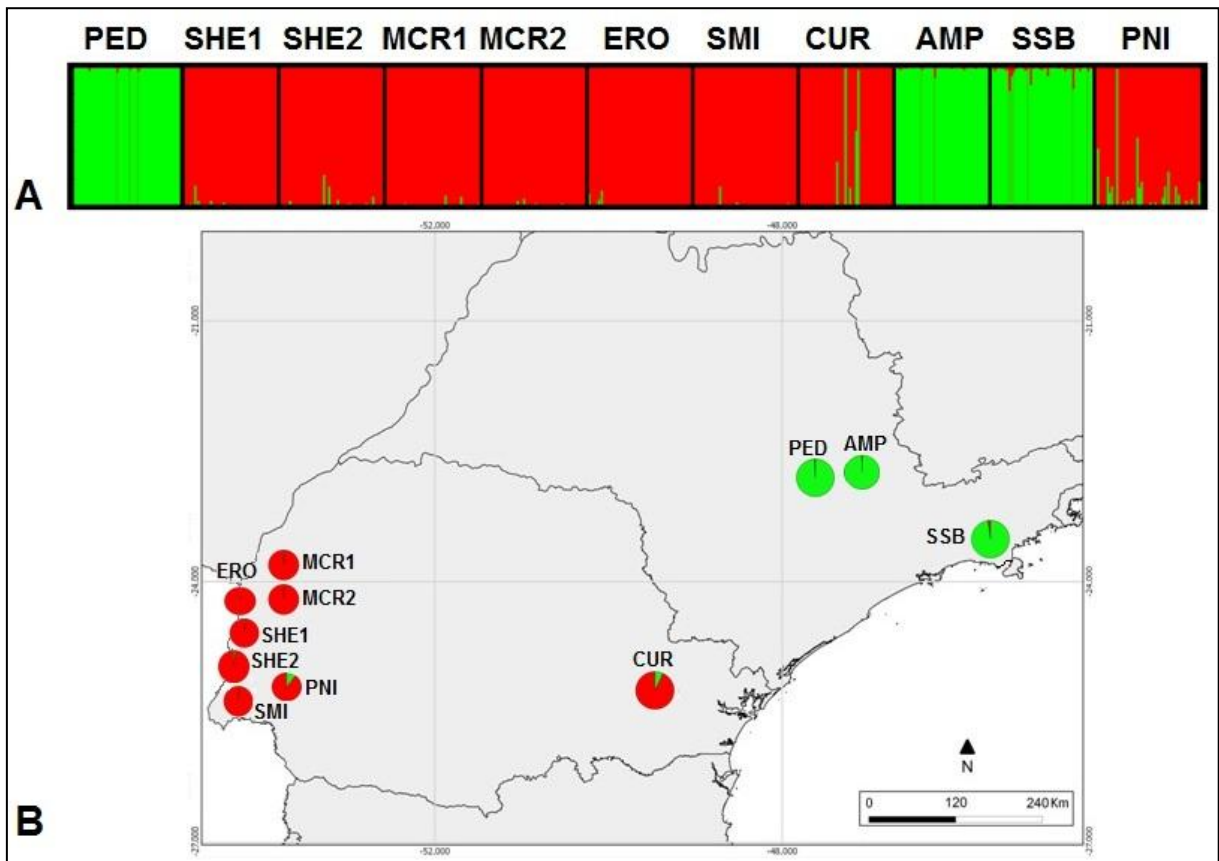 PED SHE1 SHE2 MCR1 MCR2 ERO SMI CUR AMP SSB PNI
A
-52,000 -48,000
-21,000 -21,000
PED AMP
SSB
MCR1
ERO
MCR2
-24,000 -24,000
SHE1
SHE2
CUR
PNI
SMI
N
0 120 240 Km
B
-27,000 -27,000
-52,000 -48,000